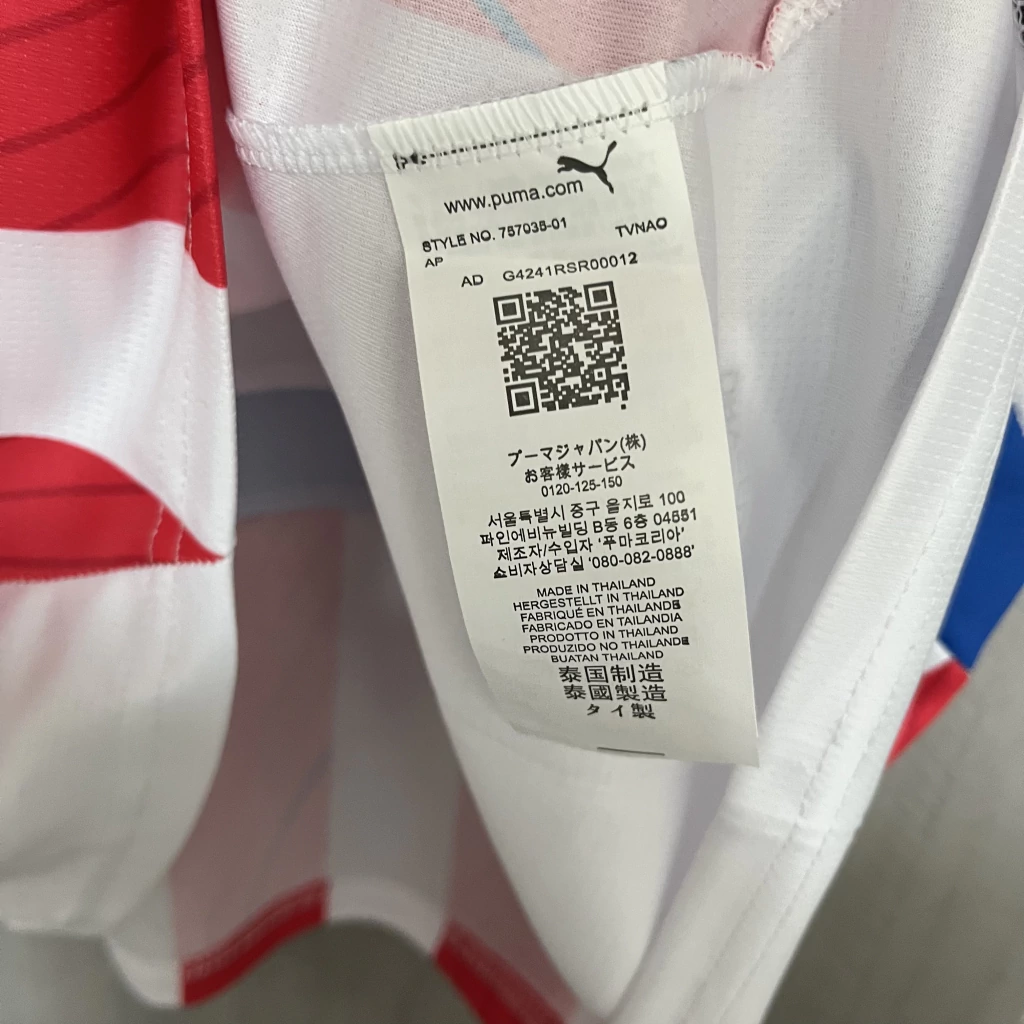 www.puma.com
STYLE NO. 757035-01 TVNAO
AP
AD G4241RSR00012
プーマジャパン(株)
お客様サービス
0120-125-150
서울특별시 중구 을지로 100
파인에비뉴빌딩 B동 6층 04551
제조자/수입자 '푸마코리아'
소비자상담실 '080-082-0888'
MADE IN THAILAND
HERGESTELLT IN THAILAND
FABRIQUÉ EN THAILANDE
FABRICADO EN TAILANDIA
PRODOTTO IN THAILAND
PRODUZIDO NO THAILANDE
BUATAN THAILAND
泰国制造
泰國製造
タイ製